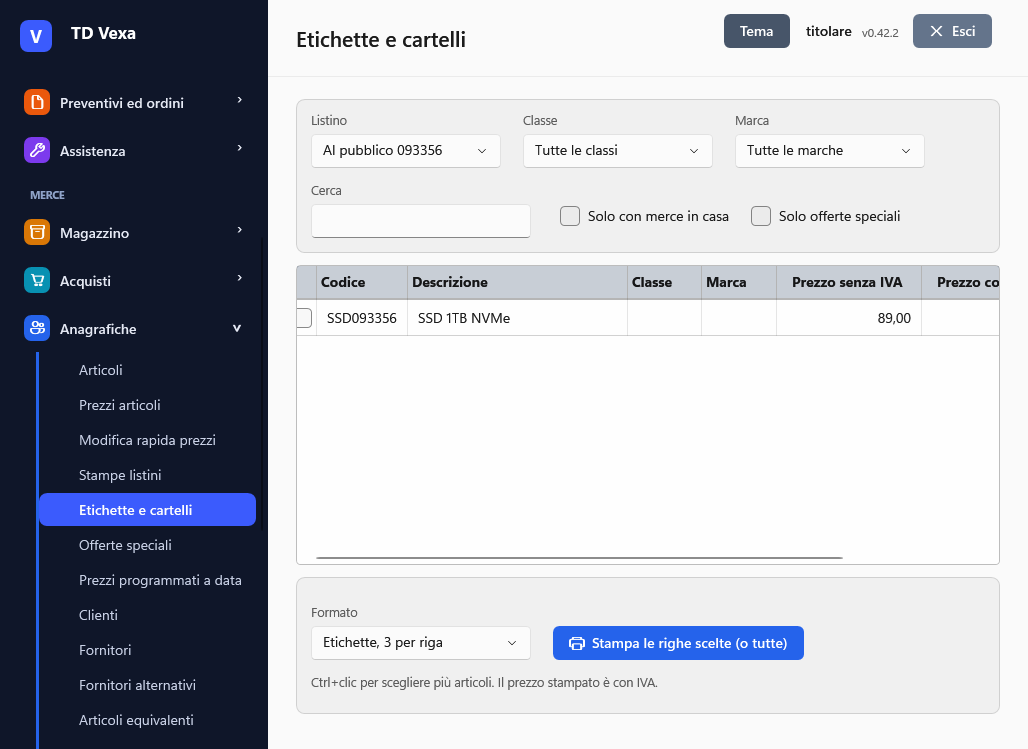 V TD Vexa
Preventivi ed ordini
Assistenza
MERCE
Magazzino
Acquisti
Anagrafiche
Articoli
Prezzi articoli
Modifica rapida prezzi
Stampe listini
Etichette e cartelli
Offerte speciali
Prezzi programmati a data
Clienti
Fornitori
Fornitori alternativi
Articoli equivalenti
Etichette e cartelli
Tema titolare v0.42.2 Esci
Listino Classe Marca
Al pubblico 093356 Tutte le classi Tutte le marche
Cerca
Solo con merce in casa Solo offerte speciali
Codice Descrizione Classe Marca Prezzo senza IVA Prezzo co
SSD093356 SSD 1TB NVMe 89,00
Formato
Etichette, 3 per riga Stampa le righe scelte (o tutte)
Ctrl+clic per scegliere più articoli. Il prezzo stampato è con IVA.